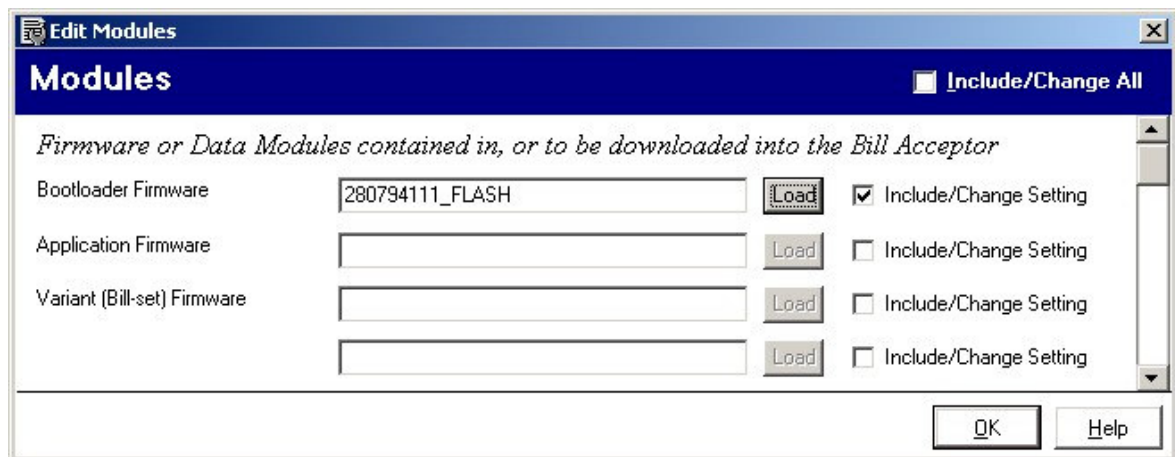 Edit Modules
Modules
Include/Change All
Firmware or Data Modules contained in, or to be downloaded into the Bill Acceptor
Bootloader Firmware 280794111_FLASH Load Include/Change Setting
Application Firmware Load Include/Change Setting
Variant (Bill-set) Firmware Load Include/Change Setting
Load Include/Change Setting
OK Help